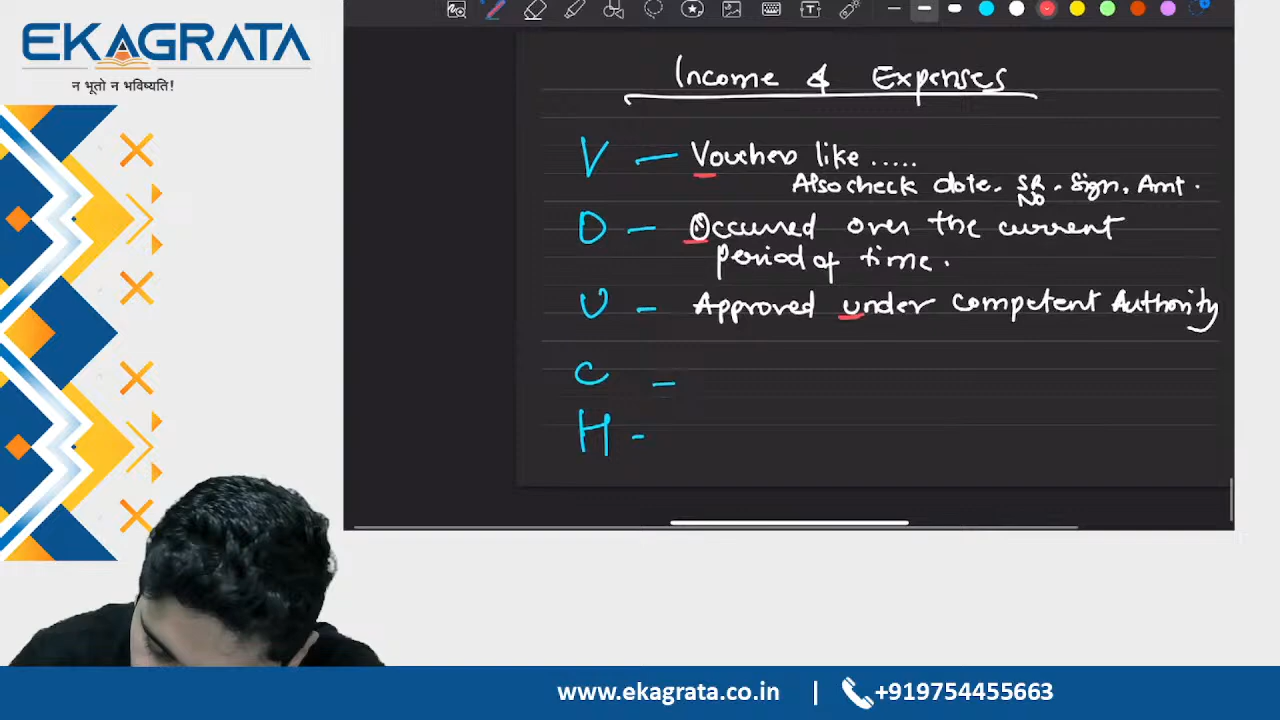 EKAGRATA
न भूतो न भविष्यति!
Income & Expenses
V — Vouchers like .....
Also check date. SR NO. Sign, Amt.
O — Occurred over the current
period of time.
U - Approved under competent Authority
C -
H -
www.ekagrata.co.in | +919754455663